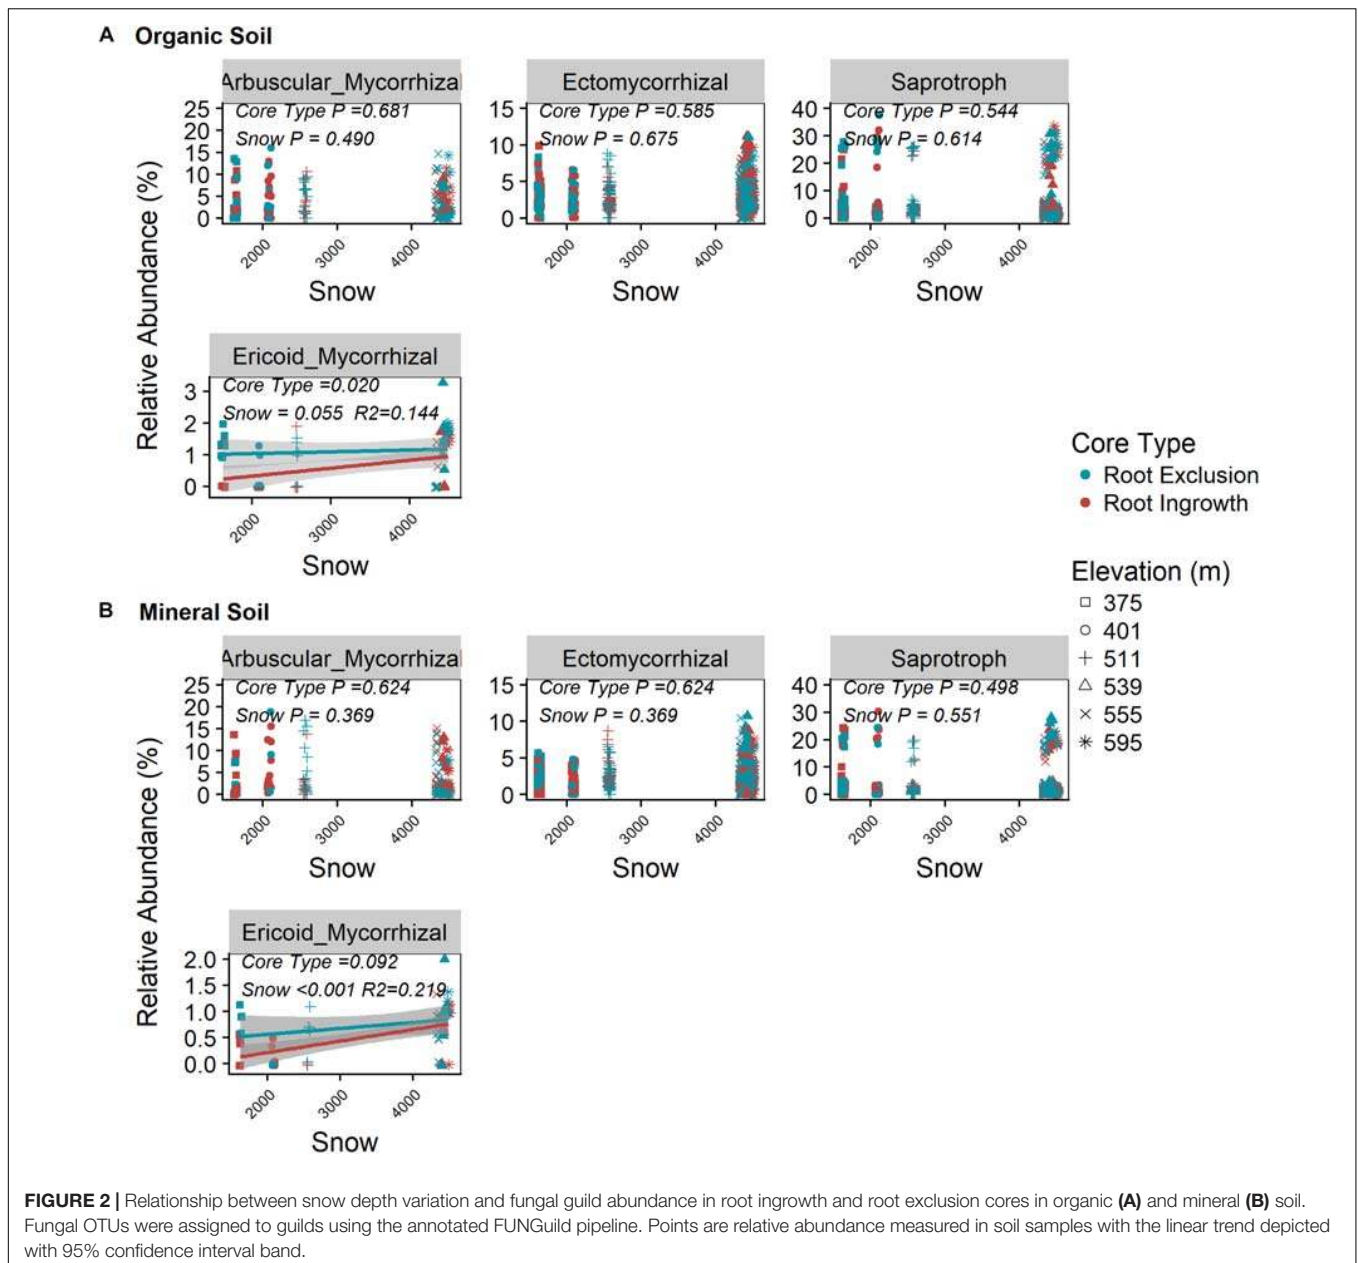 A Organic Soil
Arbuscular_Mycorrhizal
Core Type P =0.681
Snow P = 0.490
25
20
15
10
5
0
2000
3000
4000
Snow
Ectomycorrhizal
Core Type P =0.585
Snow P = 0.675
15
10
5
0
2000
3000
4000
Snow
Saprotroph
Core Type P =0.544
Snow P = 0.614
40
30
20
10
0
2000
3000
4000
Snow
Relative Abundance (%)
Ericoid_Mycorrhizal
Core Type =0.020
Snow = 0.055 R2=0.144
3
2
1
0
2000
3000
4000
Snow
Core Type
Root Exclusion
Root Ingrowth
Elevation (m)
375
401
511
539
555
595
B Mineral Soil
Arbuscular_Mycorrhizal
Core Type P =0.624
Snow P = 0.369
25
20
15
10
5
0
2000
3000
4000
Snow
Ectomycorrhizal
Core Type P =0.624
Snow P = 0.369
15
10
5
0
2000
3000
4000
Snow
Saprotroph
Core Type P =0.498
Snow P = 0.551
40
30
20
10
0
2000
3000
4000
Snow
Relative Abundance (%)
Ericoid_Mycorrhizal
Core Type =0.092
Snow <0.001 R2=0.219
2.0
1.5
1.0
0.5
0.0
2000
3000
4000
Snow
FIGURE 2 | Relationship between snow depth variation and fungal guild abundance in root ingrowth and root exclusion cores in organic (A) and mineral (B) soil.
Fungal OTUs were assigned to guilds using the annotated FUNGuild pipeline. Points are relative abundance measured in soil samples with the linear trend depicted
with 95% confidence interval band.